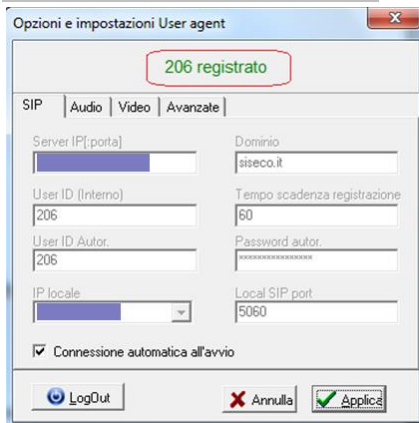 Opzioni e impostazioni User agent
206 registrato
SIP Audio Video Avanzate
Server IP[:porta] Dominio
siseco.it
User ID (Interno) Tempo scadenza registrazione
206 60
User ID Autor. Password autor.
206 ****************
IP locale Local SIP port
5060
Connessione automatica all'avvio
LogOut Annulla Applica